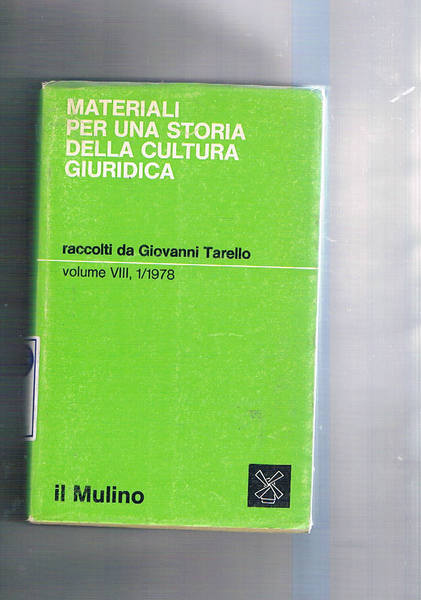 MATERIALI
PER UNA STORIA
DELLA CULTURA
GIURIDICA
raccolti da Giovanni Tarello
volume VIII, 1/1978
il Mulino